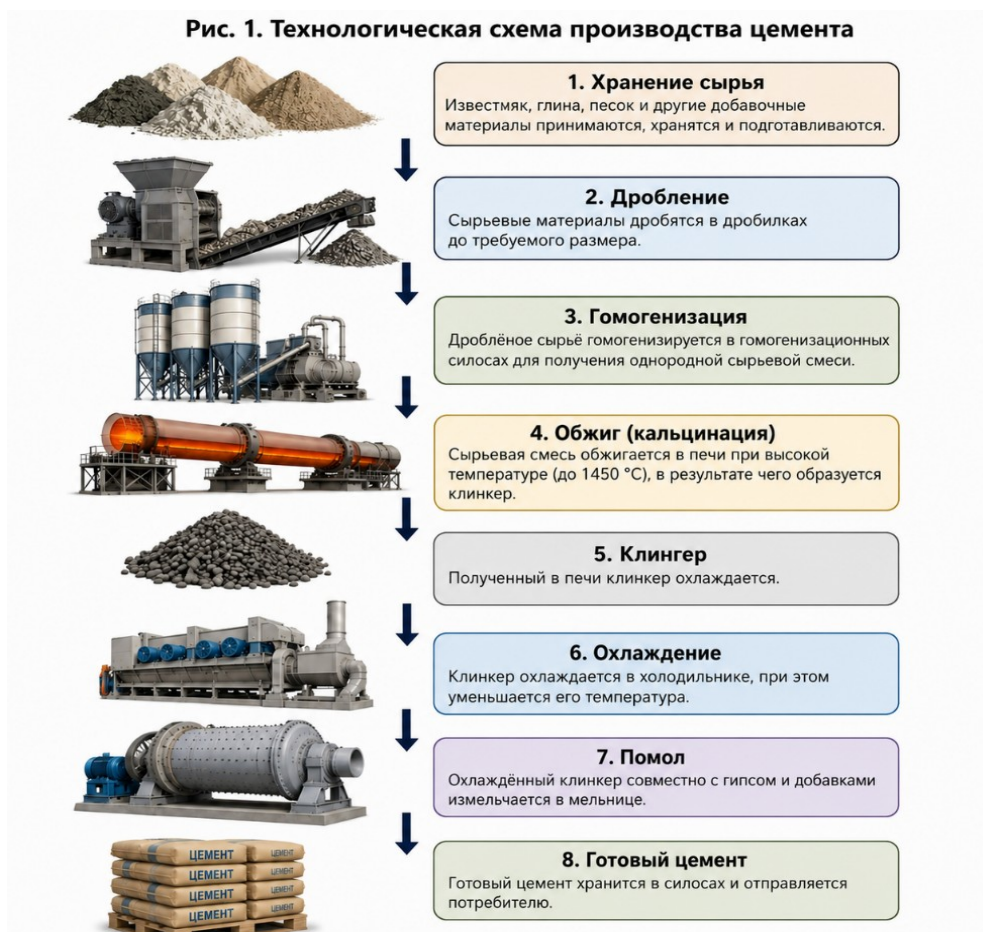 Рис. 1. Технологическая схема производства цемента
1. Хранение сырья
Известмяк, глина, песок и другие добавочные
материалы принимаются, хранятся и подготавливаются.
2. Дробление
Сырьевые материалы дробятся в дробилках
до требуемого размера.
3. Гомогенизация
Дроблёное сырьё гомогенизируется в гомогенизационных
силосах для получения однородной сырьевой смеси.
4. Обжиг (кальцинация)
Сырьевая смесь обжигается в печи при высокой
температуре (до 1450 °C), в результате чего образуется
клинкер.
5. Клингер
Полученный в печи клинкер охлаждается.
6. Охлаждение
Клинкер охлаждается в холодильнике, при этом
уменьшается его температура.
7. Помол
Охлаждённый клинкер совместно с гипсом и добавками
измельчается в мельнице.
ЦЕМЕНТ ЦЕМЕНТ
ЦЕМЕНТ ЦЕМЕНТ
ЦЕМЕНТ ЦЕМЕНТ
ЦЕМЕНТ ЦЕМЕНТ
8. Готовый цемент
Готовый цемент хранится в силосах и отправляется
потребителю.